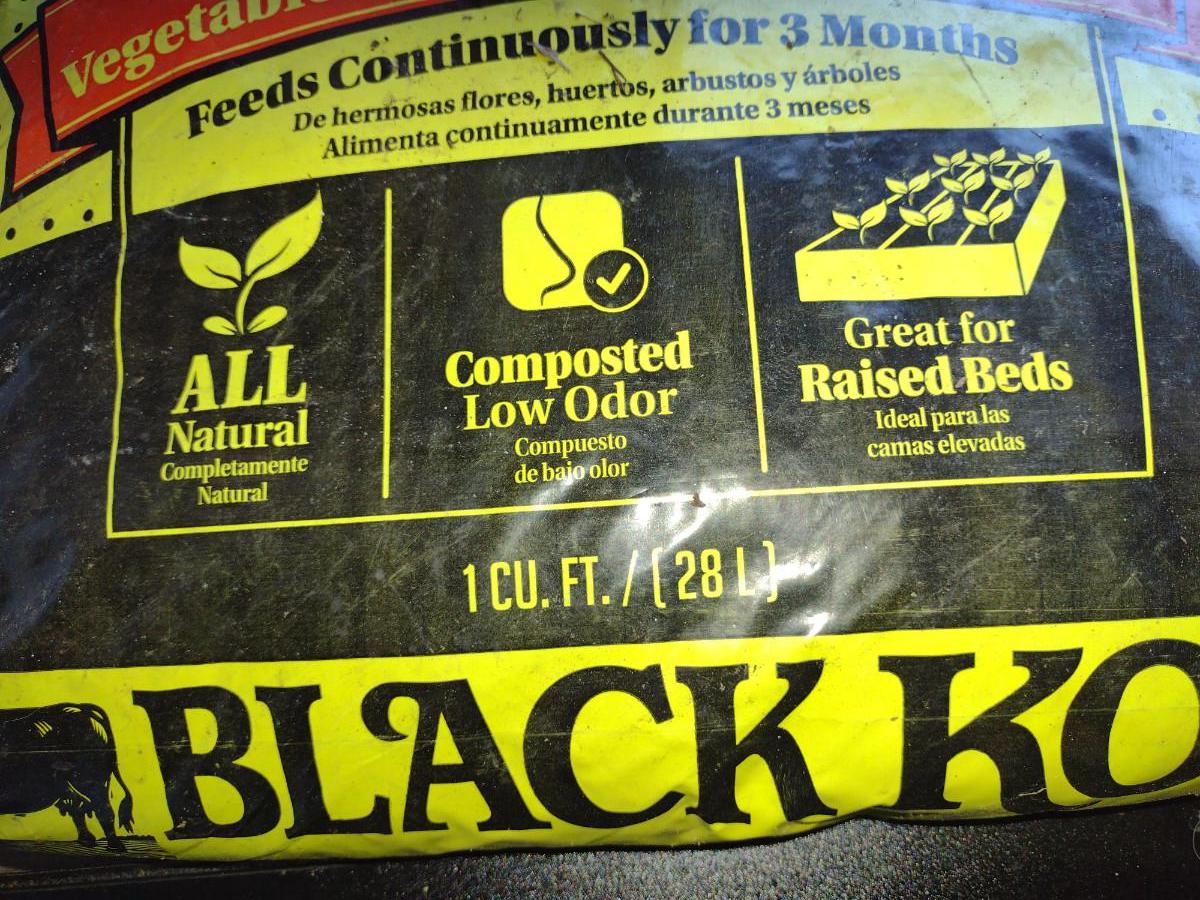 Vegetabl
Feeds Continuously for 3 Months
De hermosas flores, huertos, arbustos y árboles
Alimenta continuamente durante 3 meses
ALL
Natural
Completamente
Natural
Composted
Low Odor
Compuesto
de bajo olor
Great for
Raised Beds
Ideal para las
camas elevadas
1 CU. FT. / ( 28 L )
BLACK KO